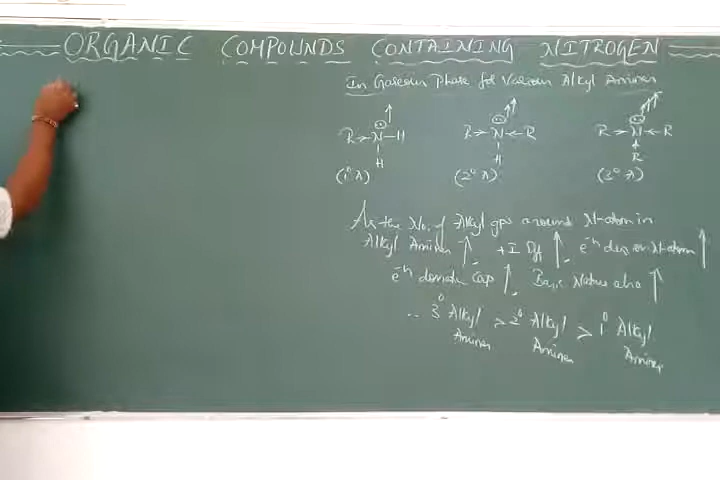 ORGANIC COMPOUNDS CONTAINING NITROGEN
In Gaseous Phase for Various Alkyl Amines
R→N̈–H R→N̈←R R→N̈←R
H H R
(1° A) (2° A) (3° A)
As the No. of Alkyl gps around N-atom in
Alkyl Amines ↑, +I Eff ↑, e⁻n den on N-atom ↑
e⁻n donate Cap ↑, Basic Nature also ↑
∴ 3° Alkyl > 2° Alkyl > 1° Alkyl
Amines Amines Amines